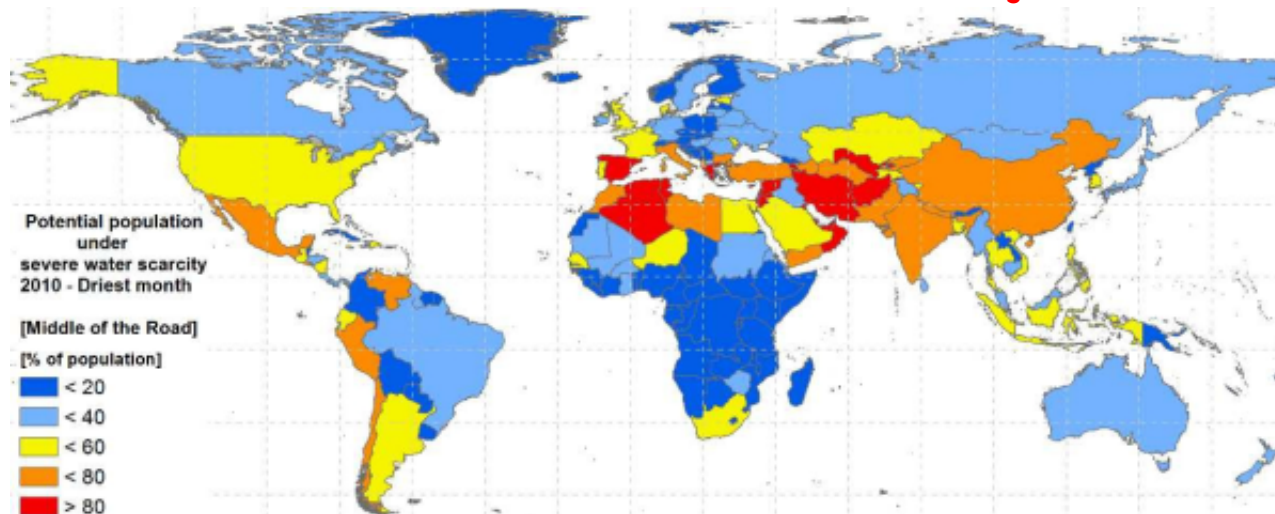 Potential population
under
severe water scarcity
2010 - Driest month
[Middle of the Road]
[% of population]
< 20
< 40
< 60
< 80
> 80